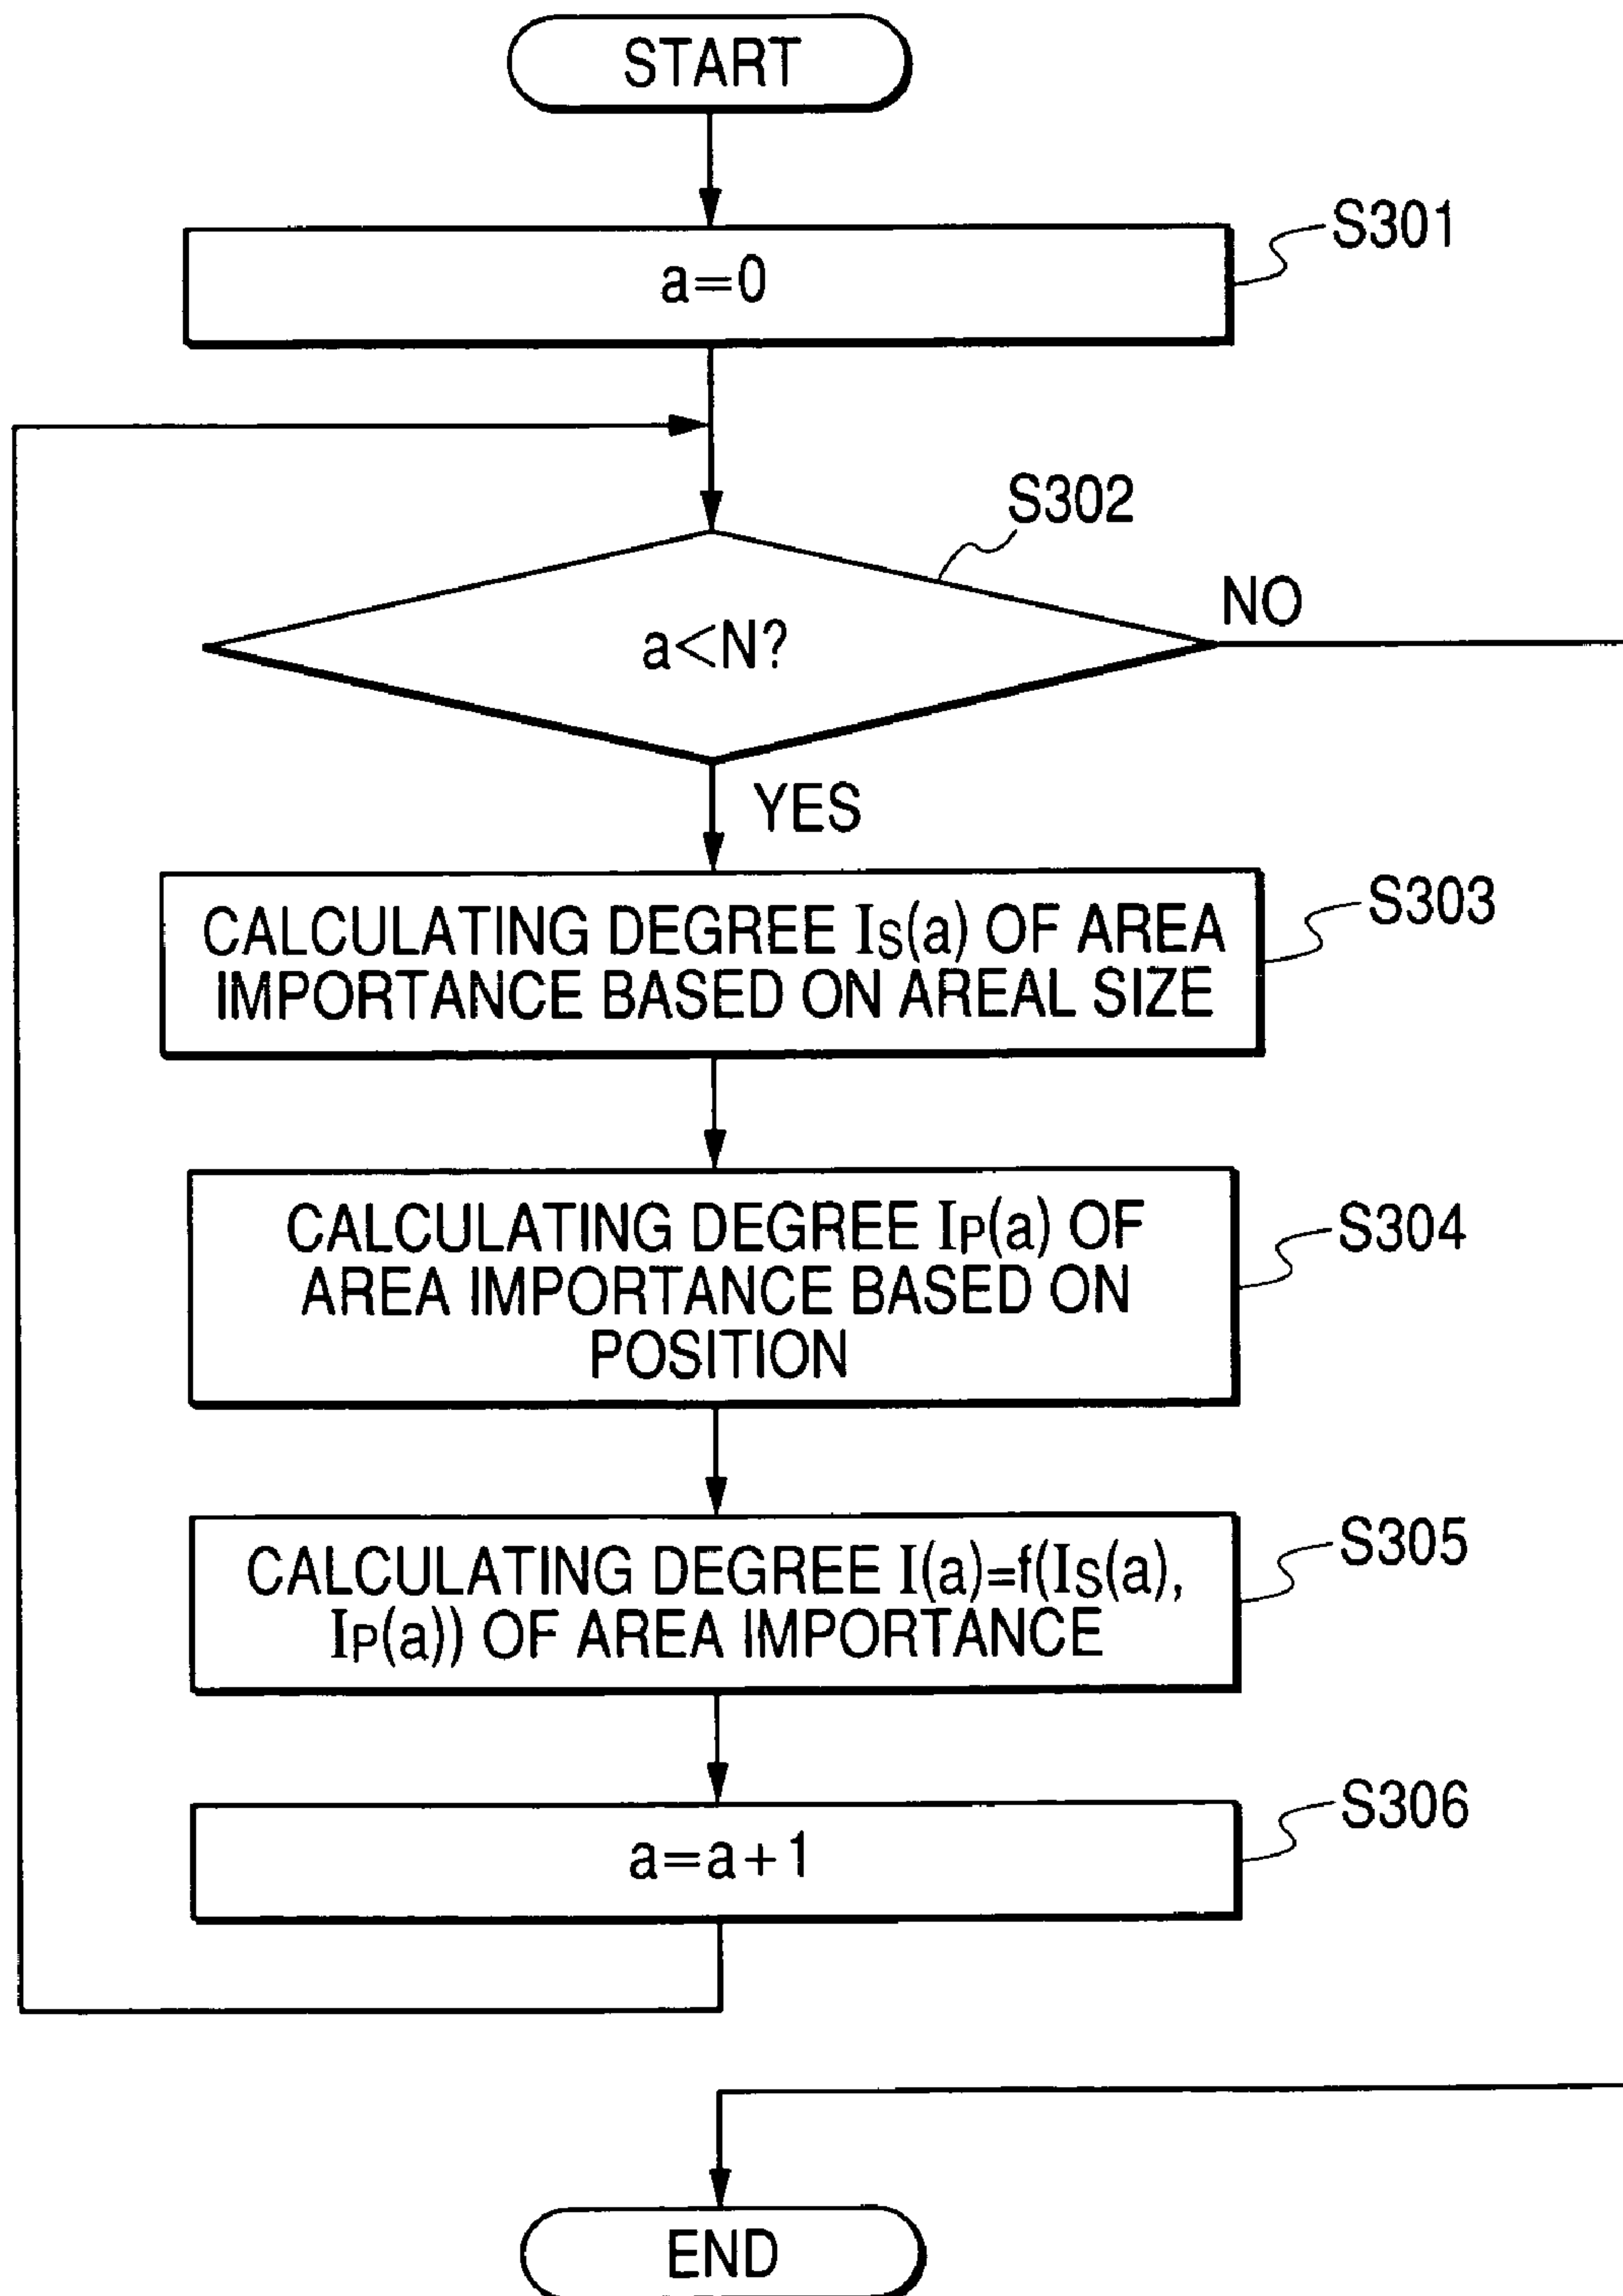 START
S301
a=0
S302
NO
a<N?
YES
S303
CALCULATING DEGREE IS(a) OF AREA
IMPORTANCE BASED ON AREAL SIZE
S304
CALCULATING DEGREE IP(a) OF
AREA IMPORTANCE BASED ON
POSITION
S305
CALCULATING DEGREE I(a)=f(IS(a),
IP(a)) OF AREA IMPORTANCE
S306
a=a+1
END